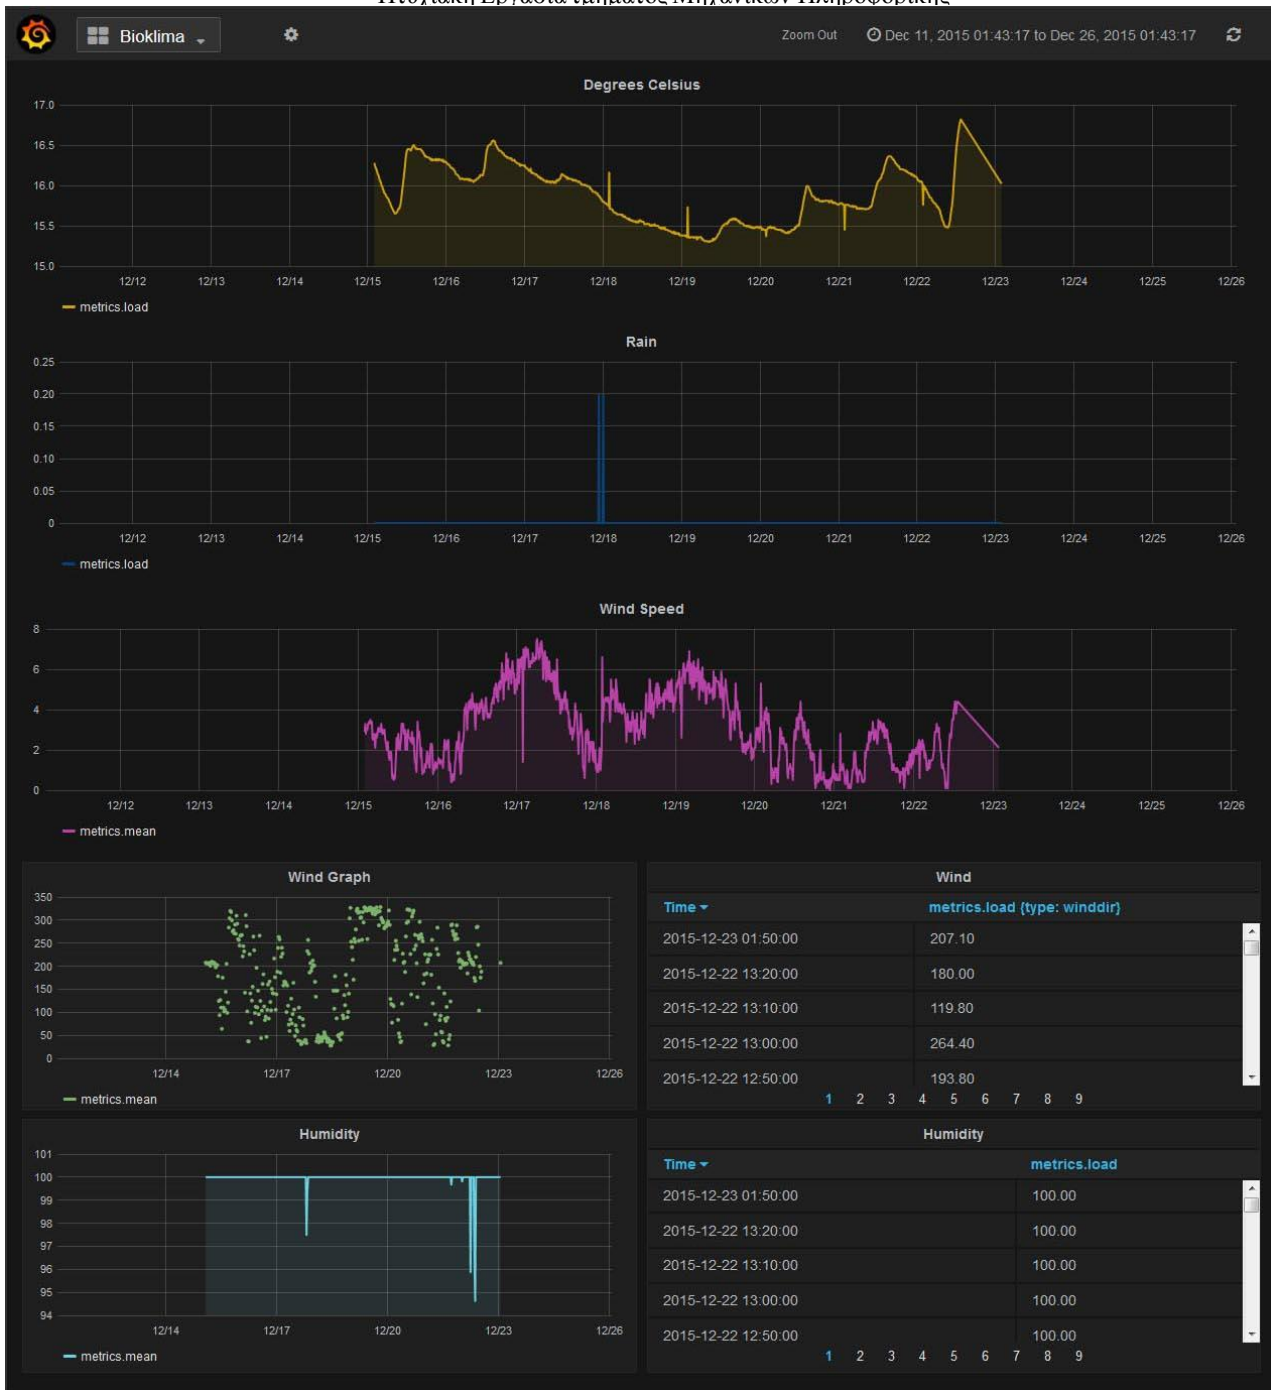 Πτυχιακή Εργασία τμήματος Μηχανικών Πληροφορικής
Bioklima
Zoom Out Dec 11, 2015 01:43:17 to Dec 26, 2015 01:43:17
Degrees Celsius
17.0
16.5
16.0
15.5
15.0
12/12 12/13 12/14 12/15 12/16 12/17 12/18 12/19 12/20 12/21 12/22 12/23 12/24 12/25 12/26
metrics.load
Rain
0.25
0.20
0.15
0.10
0.05
0
12/12 12/13 12/14 12/15 12/16 12/17 12/18 12/19 12/20 12/21 12/22 12/23 12/24 12/25 12/26
metrics.load
Wind Speed
8
6
4
2
0
12/12 12/13 12/14 12/15 12/16 12/17 12/18 12/19 12/20 12/21 12/22 12/23 12/24 12/25 12/26
metrics.mean
Wind Graph
350
300
250
200
150
100
50
0
12/14 12/17 12/20 12/23 12/26
metrics.mean
Wind
Time metrics.load {type: winddir}
2015-12-23 01:50:00 207.10
2015-12-22 13:20:00 180.00
2015-12-22 13:10:00 119.80
2015-12-22 13:00:00 264.40
2015-12-22 12:50:00 193.80
1 2 3 4 5 6 7 8 9
Humidity
101
100
99
98
97
96
95
94
12/14 12/17 12/20 12/23 12/26
metrics.mean
Humidity
Time metrics.load
2015-12-23 01:50:00 100.00
2015-12-22 13:20:00 100.00
2015-12-22 13:10:00 100.00
2015-12-22 13:00:00 100.00
2015-12-22 12:50:00 100.00
1 2 3 4 5 6 7 8 9